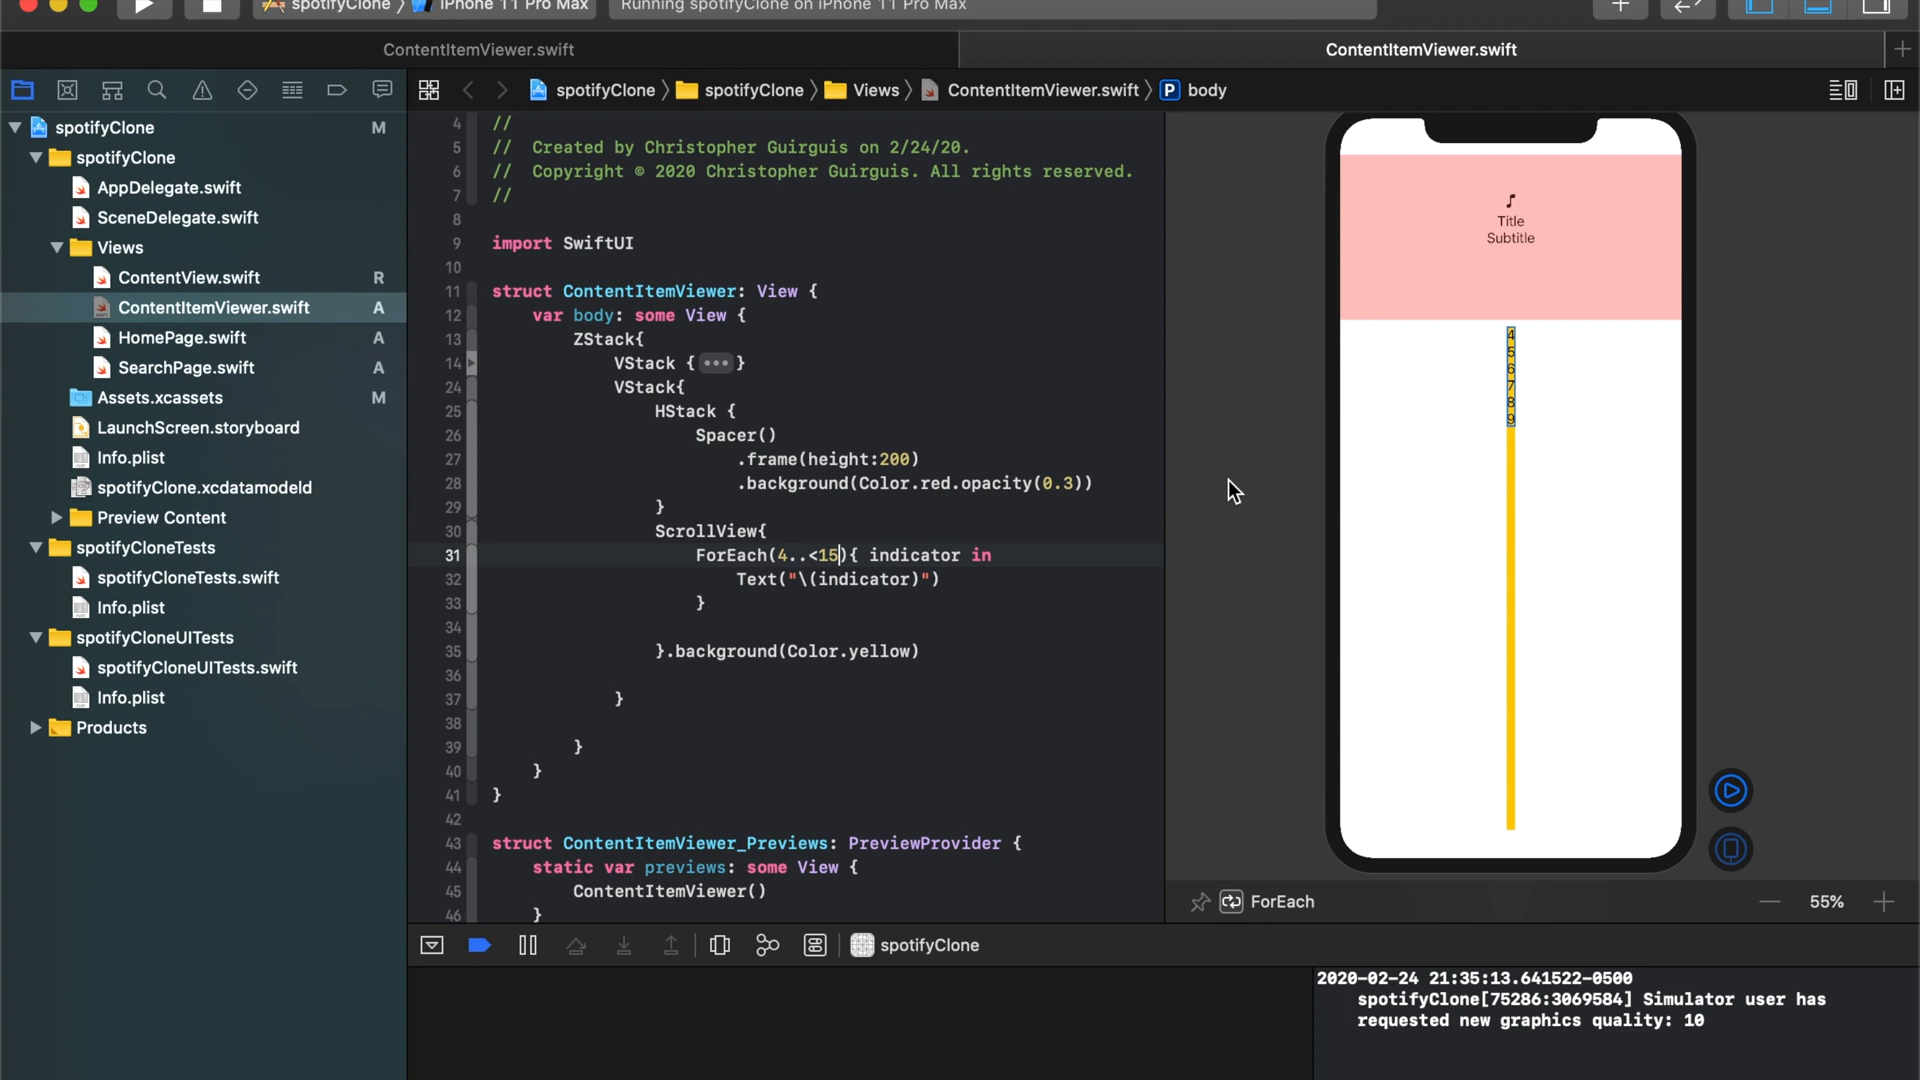 spotifyClone 〉 iPhone 11 Pro Max
Running spotifyClone on iPhone 11 Pro Max
ContentItemViewer.swift
ContentItemViewer.swift
spotifyClone 〉 spotifyClone 〉 Views 〉 ContentItemViewer.swift 〉 P body
spotifyClone M
spotifyClone
AppDelegate.swift
SceneDelegate.swift
Views
ContentView.swift R
ContentItemViewer.swift A
HomePage.swift A
SearchPage.swift A
Assets.xcassets M
LaunchScreen.storyboard
Info.plist
spotifyClone.xcdatamodeld
Preview Content
spotifyCloneTests
spotifyCloneTests.swift
Info.plist
spotifyCloneUITests
spotifyCloneUITests.swift
Info.plist
Products
4 //
5 // Created by Christopher Guirguis on 2/24/20.
6 // Copyright © 2020 Christopher Guirguis. All rights reserved.
7 //
8
9 import SwiftUI
10
11 struct ContentItemViewer: View {
12 var body: some View {
13 ZStack{
14 VStack {•••}
24 VStack{
25 HStack {
26 Spacer()
27 .frame(height:200)
28 .background(Color.red.opacity(0.3))
29 }
30 ScrollView{
31 ForEach(4..<15){ indicator in
32 Text("\(indicator)")
33 }
34
35 }.background(Color.yellow)
36
37 }
38
39 }
40 }
41 }
42
43 struct ContentItemViewer_Previews: PreviewProvider {
44 static var previews: some View {
45 ContentItemViewer()
46 }
Title
Subtitle
4
5
6
7
8
9
ForEach
55%
spotifyClone
2020-02-24 21:35:13.641522-0500
spotifyClone[75286:3069584] Simulator user has
requested new graphics quality: 10